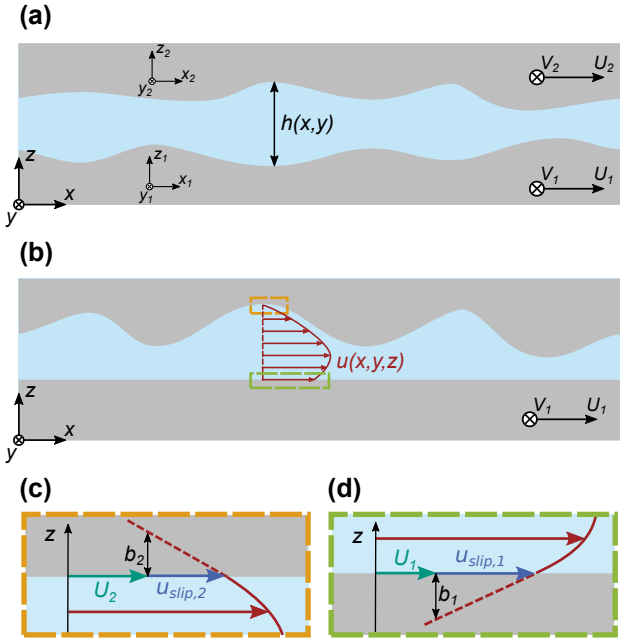 (a)
z₂
y₂ x₂
V₂ U₂
h(x,y)
z
z₁
y₁ x₁
V₁ U₁
y x
(b)
u(x,y,z)
z
V₁ U₁
y x
(c)
z
b₂
U₂ u_slip,2
(d)
z
U₁ u_slip,1
b₁